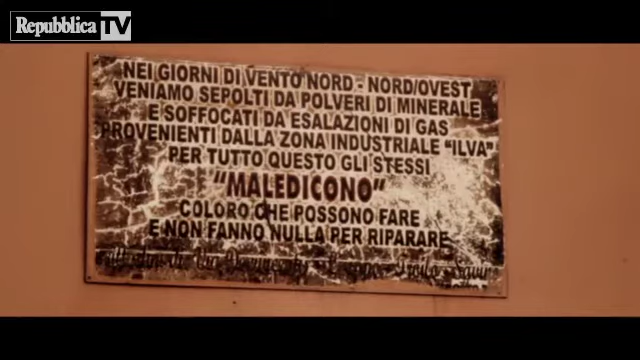 Repubblica TV
NEI GIORNI DI VENTO NORD - NORD/OVEST
VENIAMO SEPOLTI DA POLVERI DI MINERALE
E SOFFOCATI DA ESALAZIONI DI GAS
PROVENIENTI DALLA ZONA INDUSTRIALE "ILVA"
PER TUTTO QUESTO GLI STESSI
"MALEDICONO"
COLORO CHE POSSONO FARE
E NON FANNO NULLA PER RIPARARE
di Via